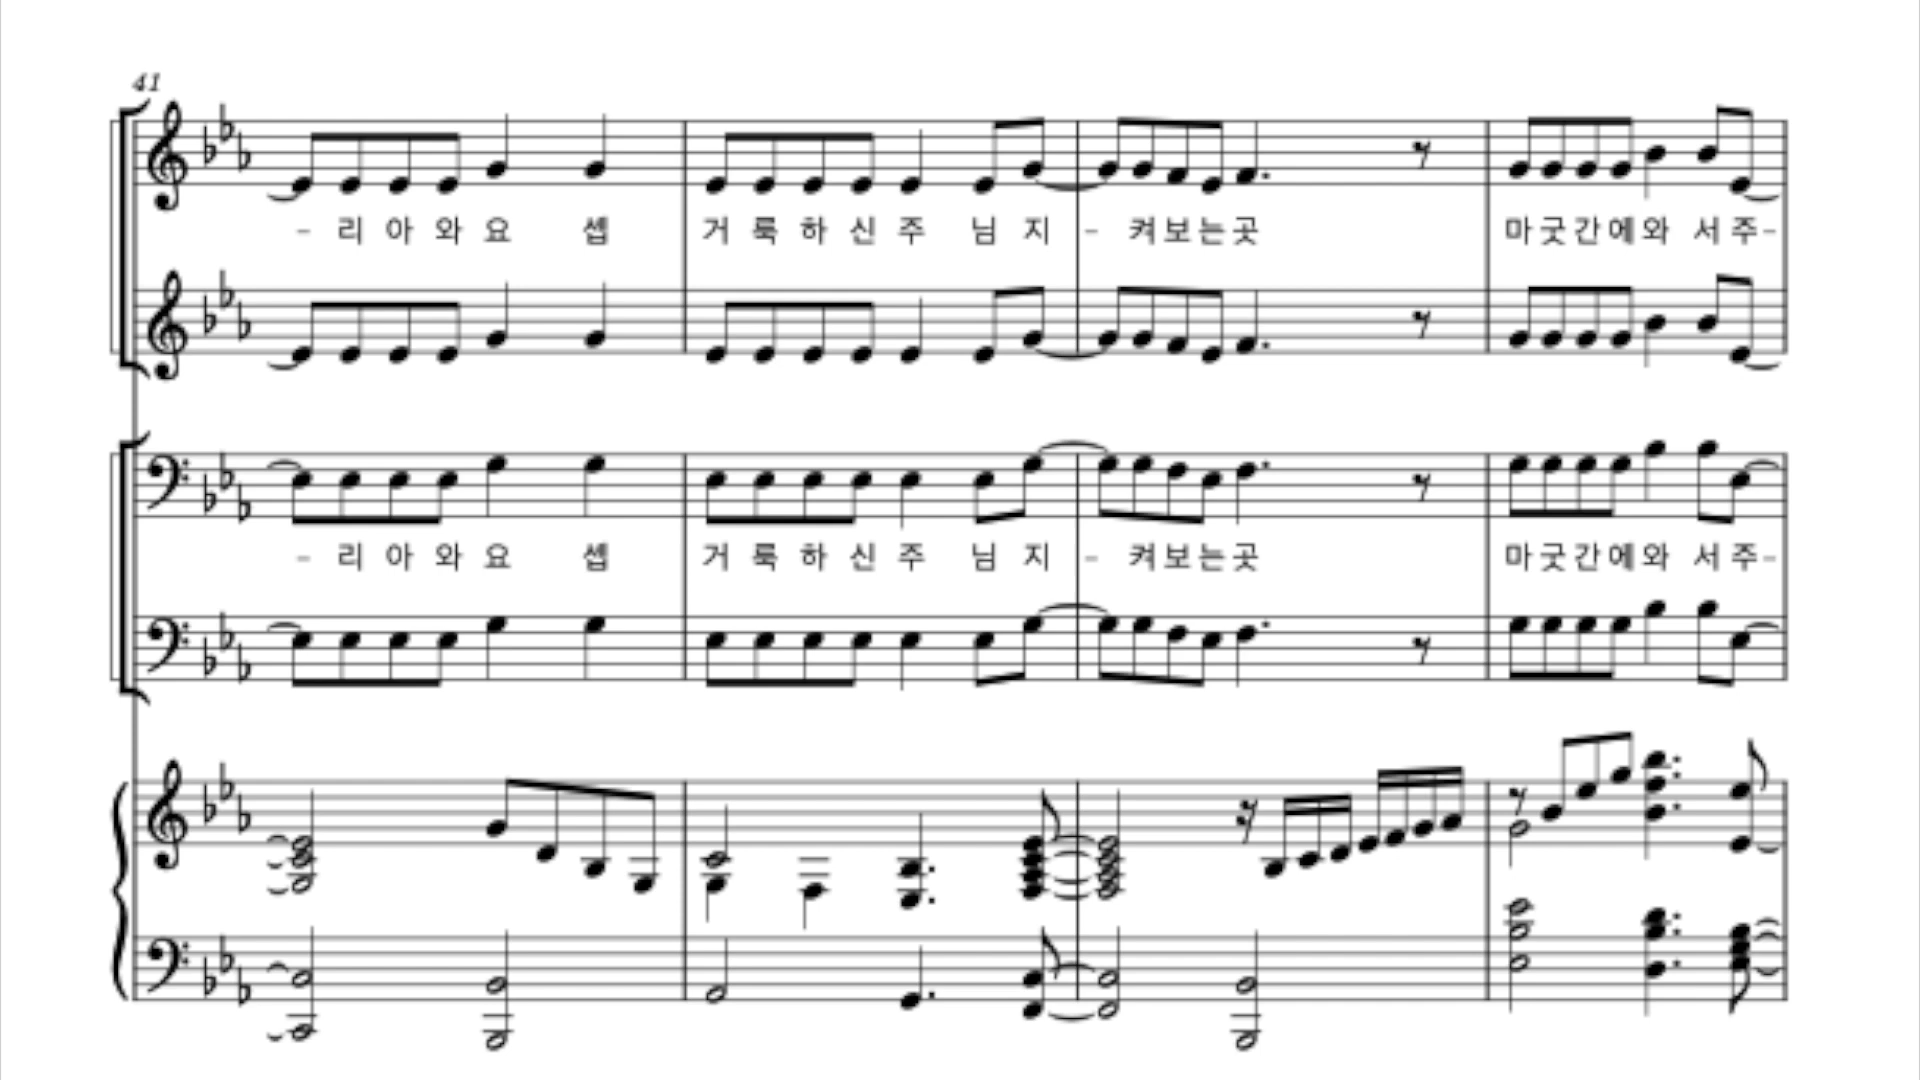 41
- 리 아 와 요 셉 거 룩 하 신 주 님 지 - 켜 보 는 곳 마 굿 간 에 와 서 주 -
- 리 아 와 요 셉 거 룩 하 신 주 님 지 - 켜 보 는 곳 마 굿 간 에 와 서 주 -